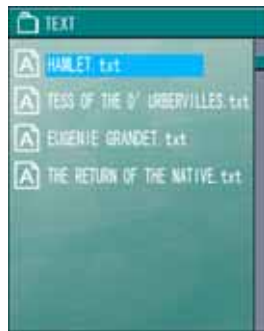 TEXT
HAMLET.txt
TESS OF THE D' URBERVILLES.txt
EUGENIE GRANDET.txt
THE RETURN OF THE NATIVE.txt